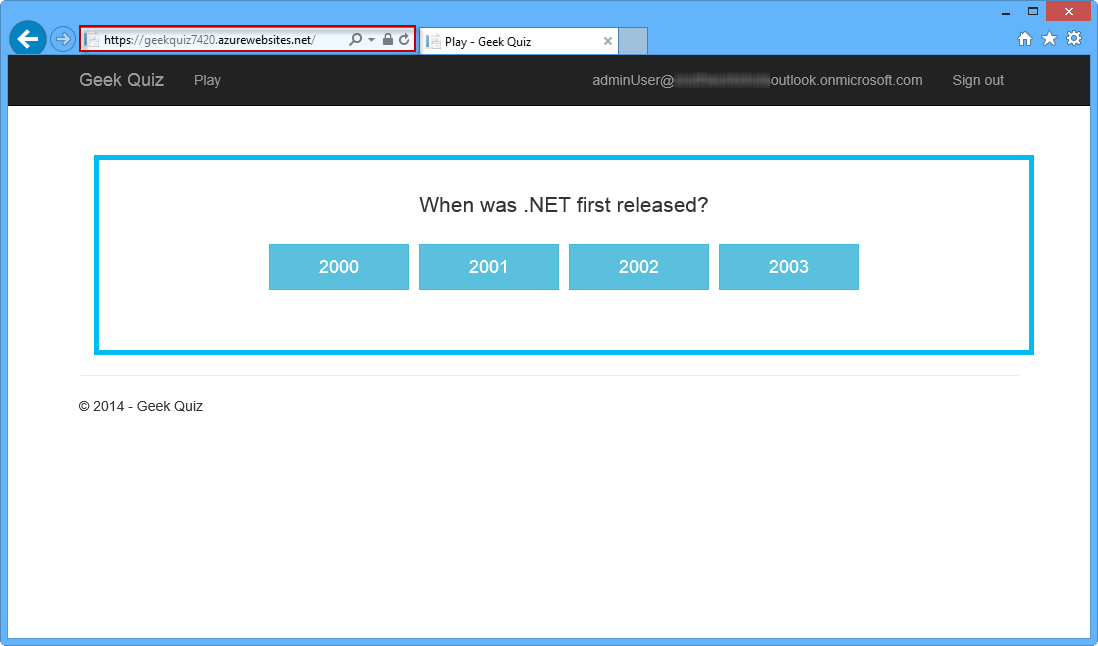 https://geekquiz7420.azurewebsites.net/
Play - Geek Quiz
Geek Quiz
Play
adminUser@ outlook.onmicrosoft.com
Sign out
When was .NET first released?
2000
2001
2002
2003
© 2014 - Geek Quiz